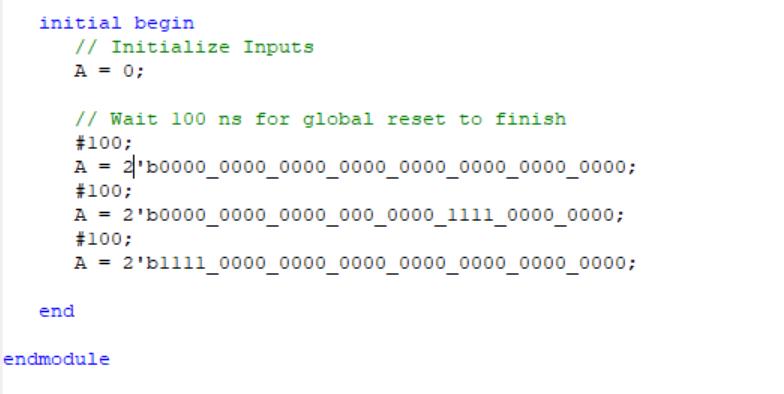 initial begin
// Initialize Inputs
A = 0;
// Wait 100 ns for global reset to finish
#100;
A = 2'b0000_0000_0000_0000_0000_0000_0000_0000;
#100;
A = 2'b0000_0000_0000_000_0000_1111_0000_0000;
#100;
A = 2'b1111_0000_0000_0000_0000_0000_0000_0000;
end
endmodule